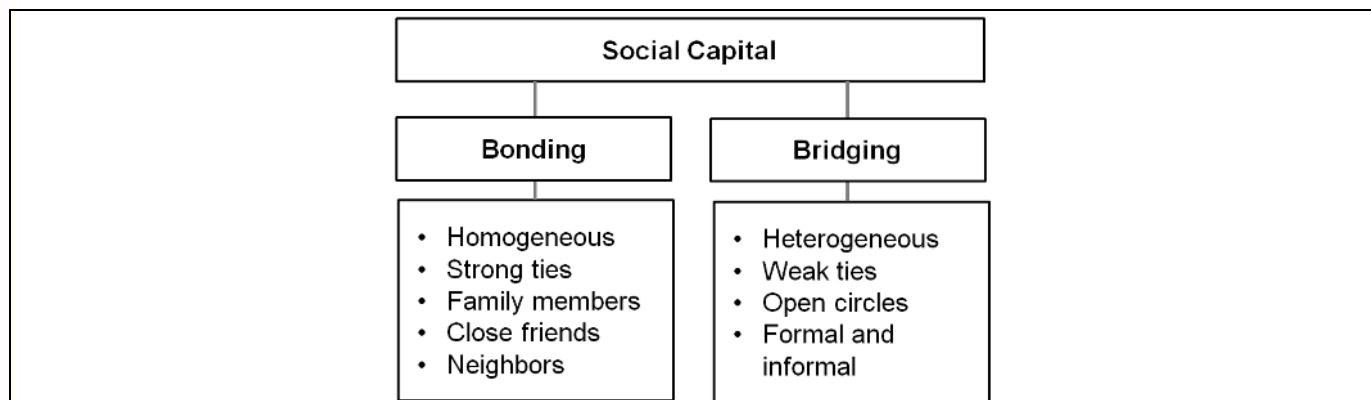 Social Capital
Bonding
Bridging
• Homogeneous
• Strong ties
• Family members
• Close friends
• Neighbors
• Heterogeneous
• Weak ties
• Open circles
• Formal and
informal